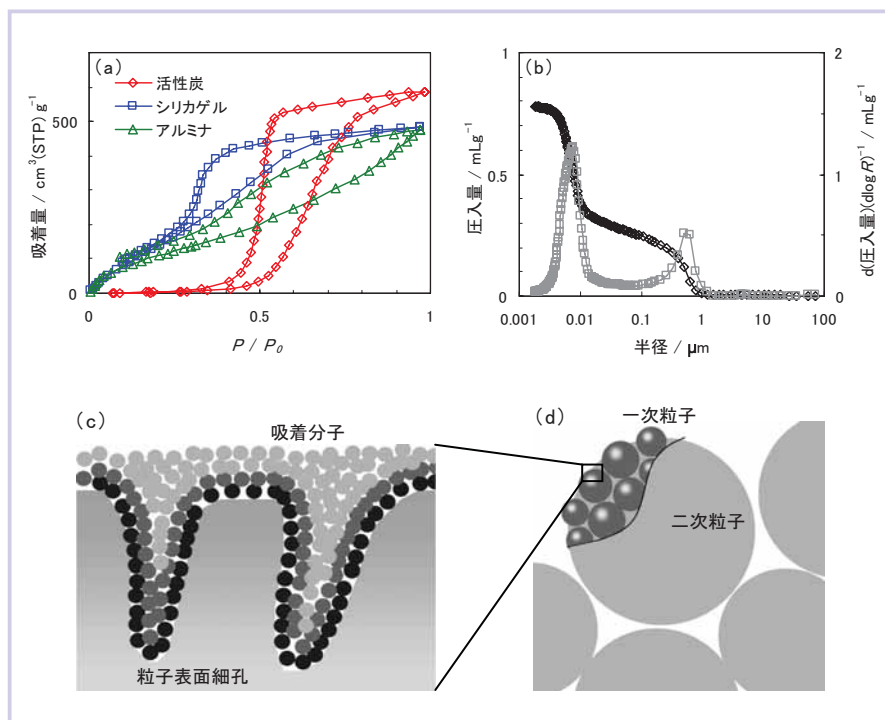 (a)
活性炭
シリカゲル
アルミナ
吸着量 / cm³(STP) g⁻¹
500
0
0
0.5
1
P / P₀
(b)
1
0.5
0
圧入量 / mLg⁻¹
2
1
0
d(圧入量)(dlogR)⁻¹ / mLg⁻¹
0.001
0.01
0.1
1
10
100
半径 / μm
(c)
吸着分子
粒子表面細孔
(d)
一次粒子
二次粒子